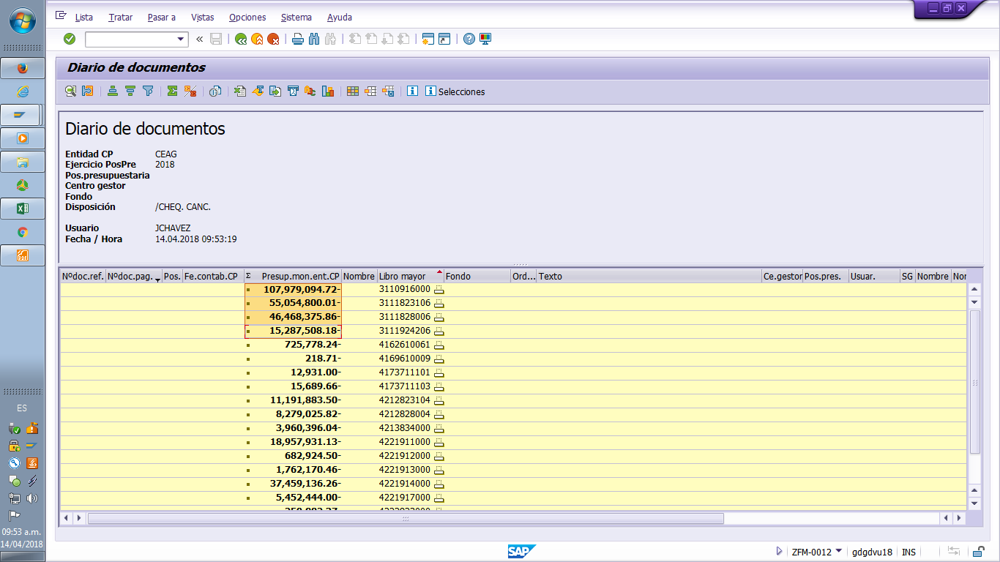 Lista Tratar Pasar a Vistas Opciones Sistema Ayuda
Diario de documentos
Selecciones
Diario de documentos
Entidad CP CEAG
Ejercicio PosPre 2018
Pos.presupuestaria
Centro gestor
Fondo
Disposición /CHEQ. CANC.
Usuario JCHAVEZ
Fecha / Hora 14.04.2018 09:53:19
Nºdoc.ref. Nºdoc.pag. Pos. Fe.contab.CP Σ Presup.mon.ent.CP Nombre Libro mayor Fondo Ord... Texto Ce.gestor Pos.pres. Usuar. SG Nombre Nor
107,979,094.72- 3110916000
55,054,800.01- 3111823106
46,468,375.86- 3111828006
15,287,508.18- 3111924206
725,778.24- 4162610061
218.71- 4169610009
12,931.00- 4173711101
15,689.66- 4173711103
11,191,883.50- 4212823104
8,279,025.82- 4212828004
3,960,396.04- 4213834000
18,957,931.13- 4221911000
682,924.50- 4221912000
1,762,170.46- 4221913000
37,459,136.26- 4221914000
5,452,444.00- 4221917000
ES
09:53 a.m.
14/04/2018
SAP
ZFM-0012 gdgdvu18 INS